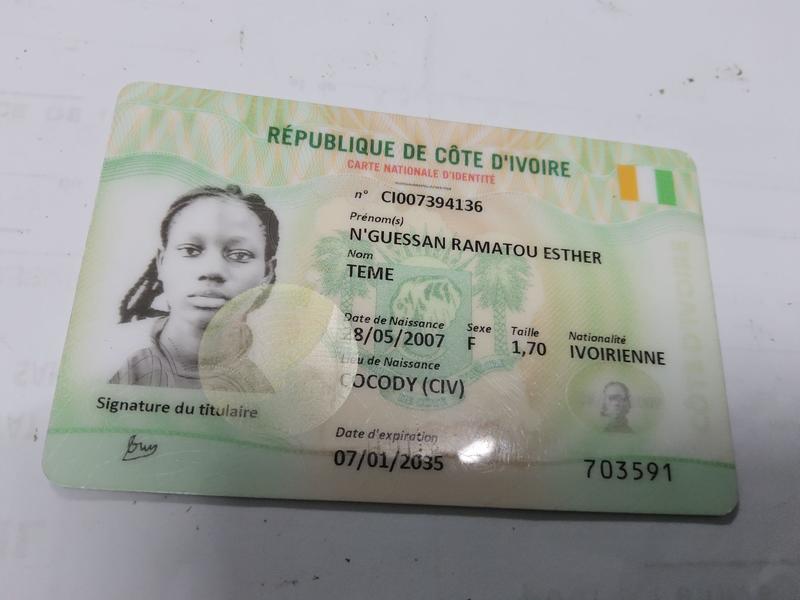 RÉPUBLIQUE DE CÔTE D'IVOIRE
CARTE NATIONALE D'IDENTITÉ
n° CI007394136
Prénom(s)
N'GUESSAN RAMATOU ESTHER
Nom
TEME
Date de Naissance Sexe Taille Nationalité
8/05/2007 F 1,70 IVOIRIENNE
Lieu de Naissance
COCODY (CIV)
Signature du titulaire
Date d'expiration
07/01/2035
703591